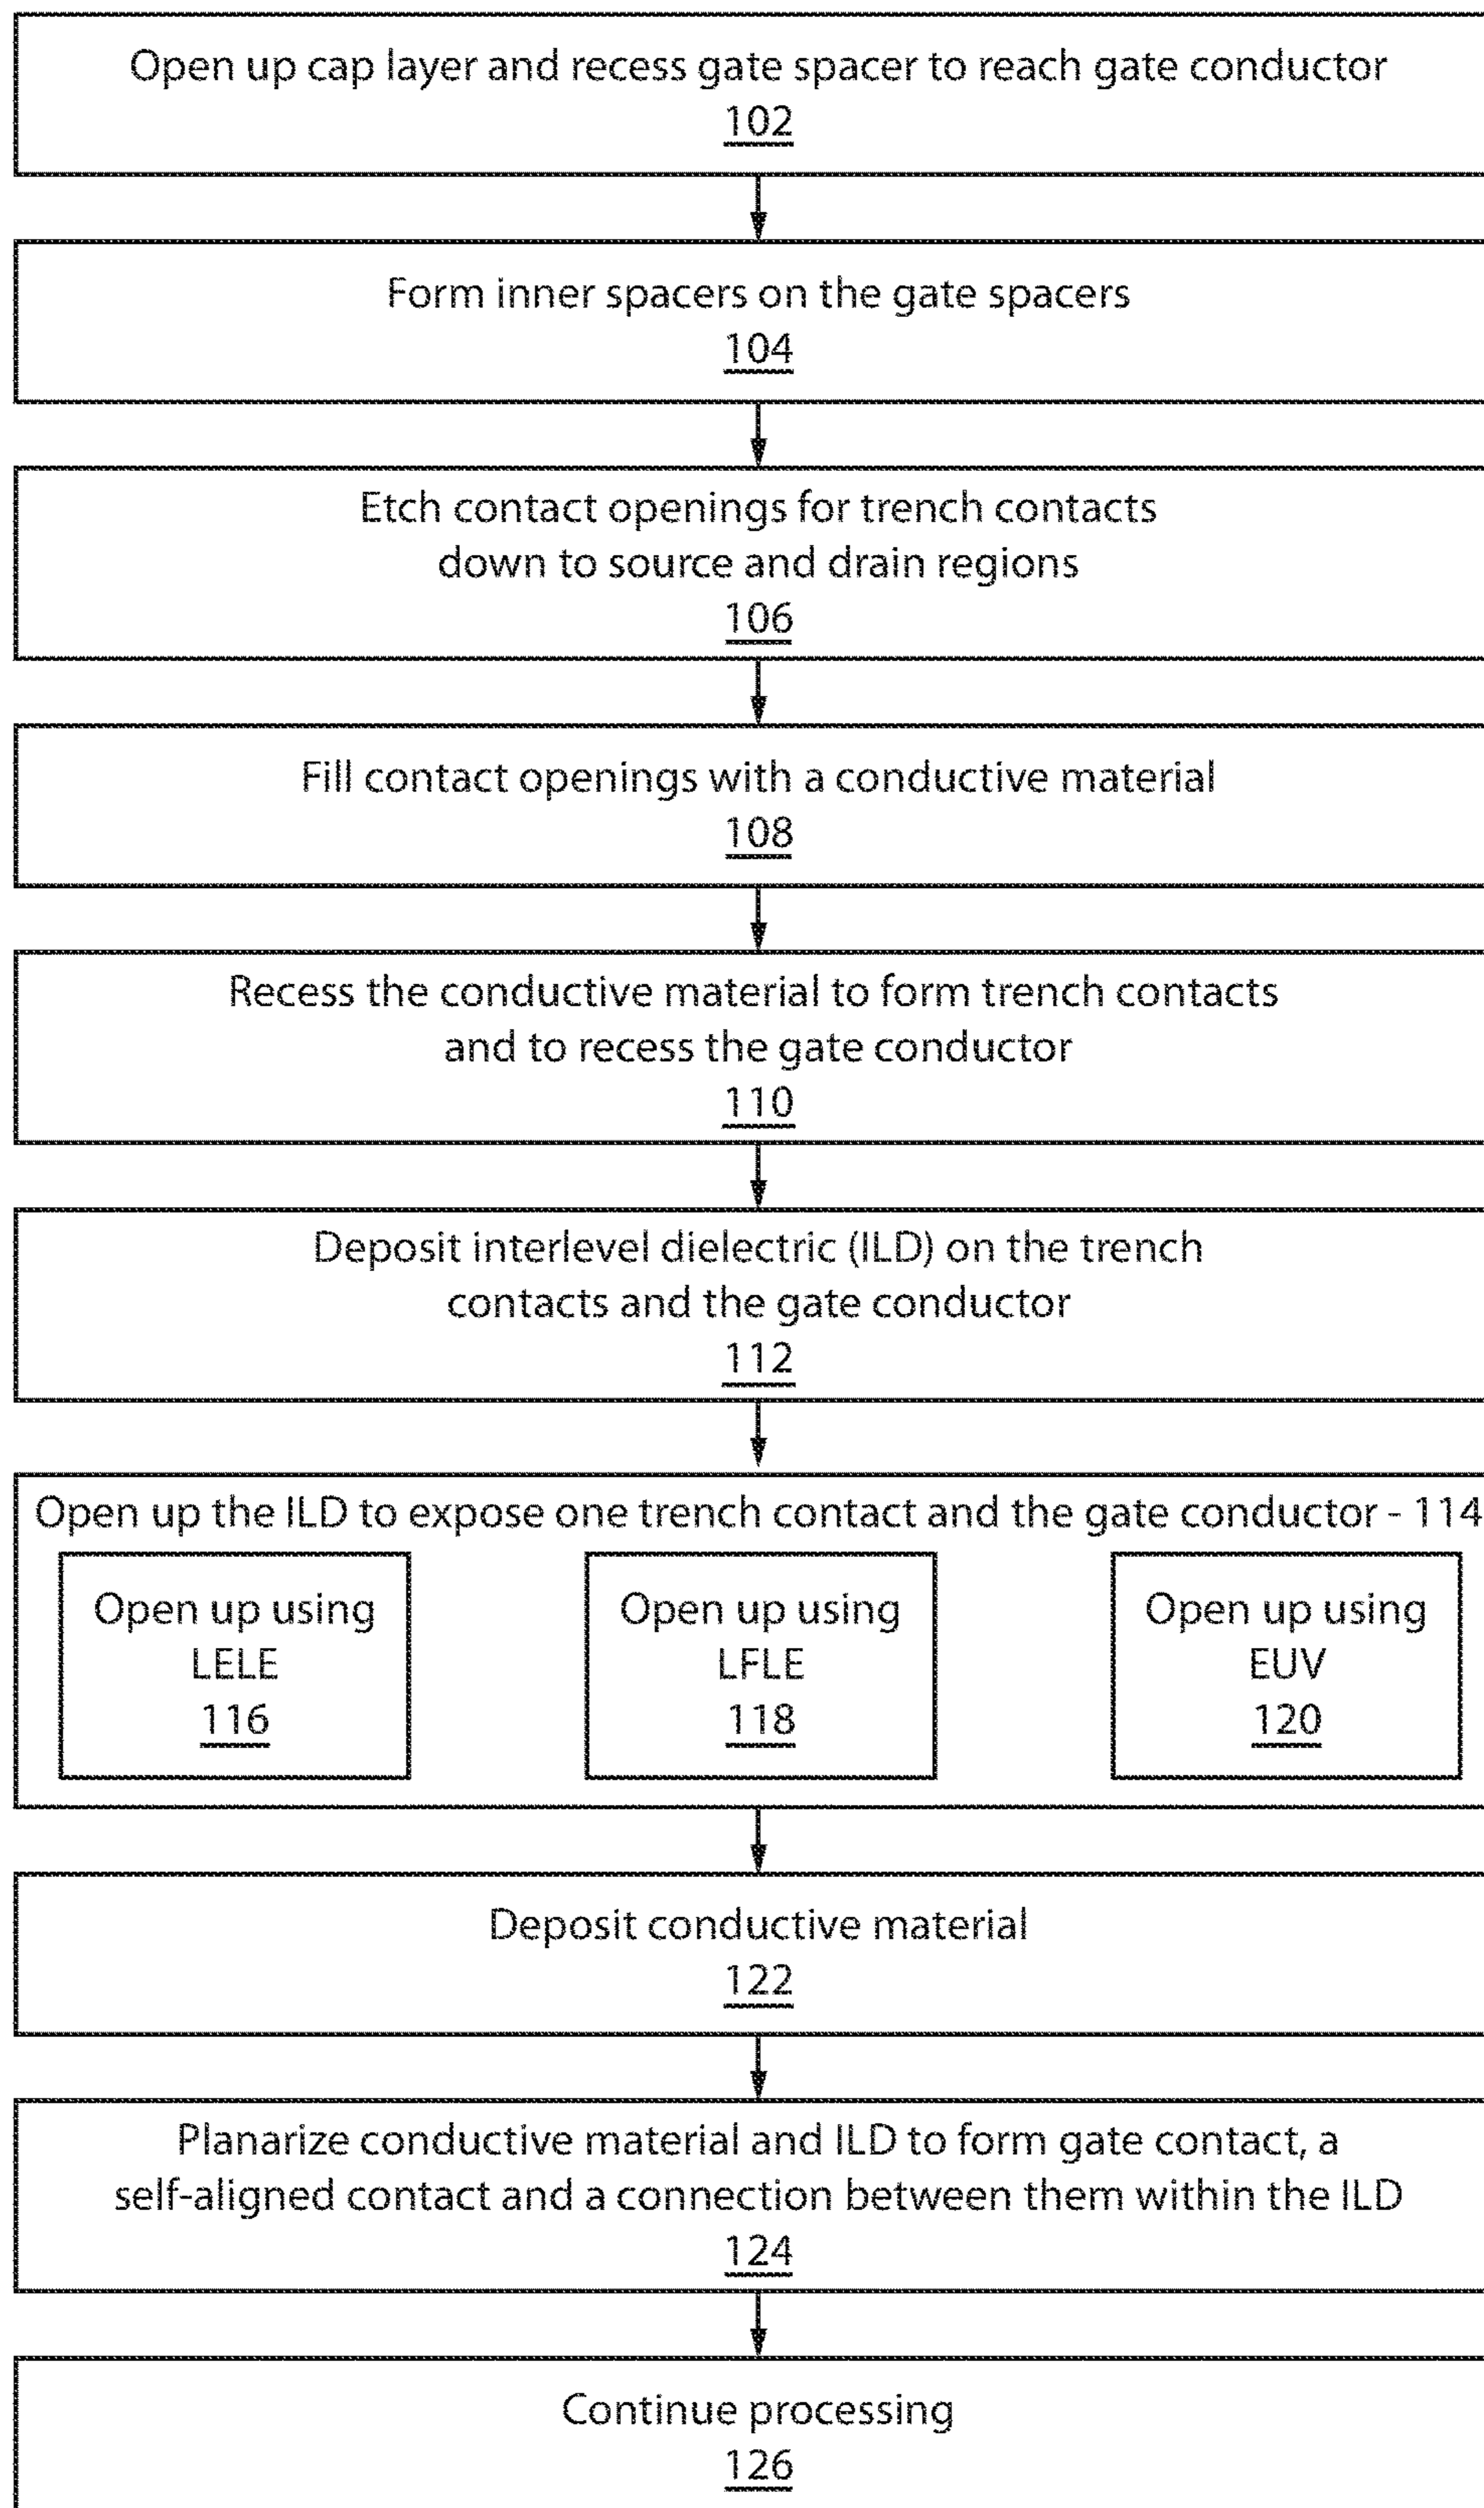 Open up cap layer and recess gate spacer to reach gate conductor
102
Form inner spacers on the gate spacers
104
Etch contact openings for trench contacts
down to source and drain regions
106
Fill contact openings with a conductive material
108
Recess the conductive material to form trench contacts
and to recess the gate conductor
110
Deposit interlevel dielectric (ILD) on the trench
contacts and the gate conductor
112
Open up the ILD to expose one trench contact and the gate conductor - 114
Open up using
LELE
116
Open up using
LFLE
118
Open up using
EUV
120
Deposit conductive material
122
Planarize conductive material and ILD to form gate contact, a
self-aligned contact and a connection between them within the ILD
124
Continue processing
126